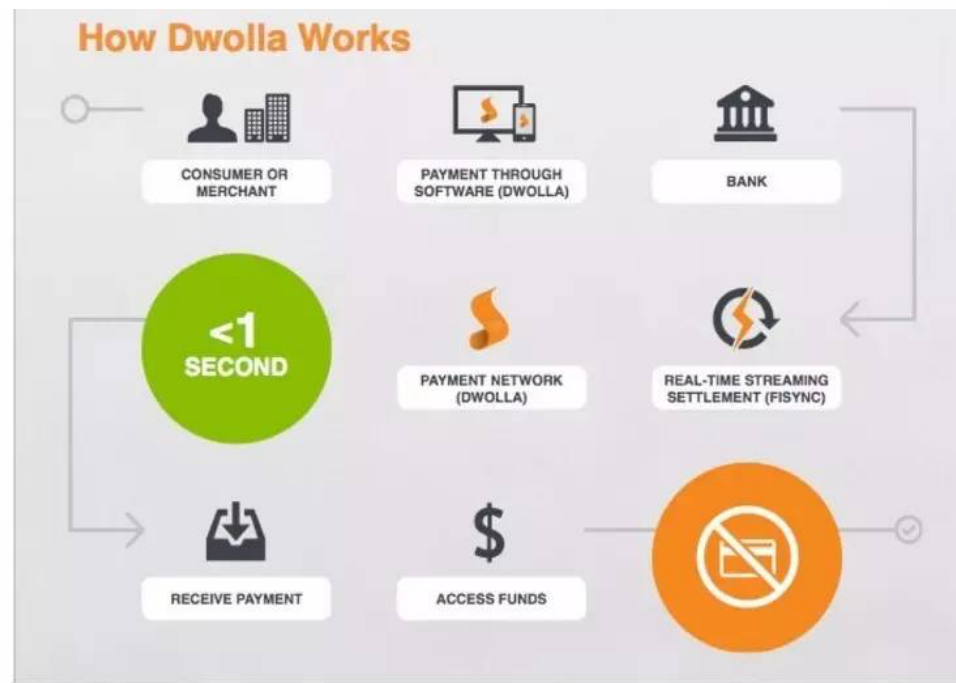 How Dwolla Works
CONSUMER OR
MERCHANT
PAYMENT THROUGH
SOFTWARE (DWOLLA)
BANK
<1
SECOND
PAYMENT NETWORK
(DWOLLA)
REAL-TIME STREAMING
SETTLEMENT (FISYNC)
RECEIVE PAYMENT
$
ACCESS FUNDS